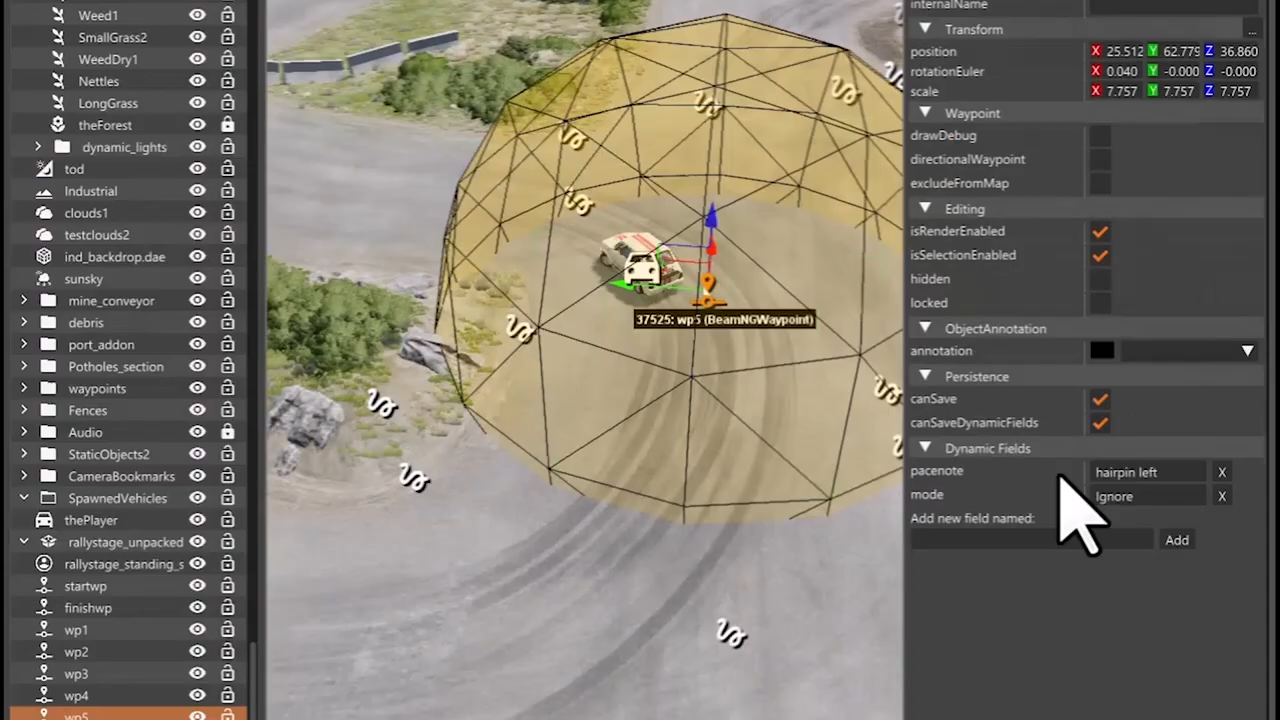 Weed1
SmallGrass2
WeedDry1
Nettles
LongGrass
theForest
dynamic_lights
tod
Industrial
clouds1
testclouds2
ind_backdrop.dae
sunsky
mine_conveyor
debris
port_addon
Potholes_section
waypoints
Fences
Audio
StaticObjects2
CameraBookmarks
SpawnedVehicles
thePlayer
rallystage_unpacked
rallystage_standing_s
startwp
finishwp
wp1
wp2
wp3
wp4
wp5
37525: wp5 (BeamNGWaypoint)
internalName
Transform
...
position X 25.512 Y 62.779 Z 36.860
rotationEuler X 0.040 Y -0.000 Z -0.000
scale X 7.757 Y 7.757 Z 7.757
Waypoint
drawDebug
directionalWaypoint
excludeFromMap
Editing
isRenderEnabled
isSelectionEnabled
hidden
locked
ObjectAnnotation
annotation
Persistence
canSave
canSaveDynamicFields
Dynamic Fields
pacenote hairpin left X
mode Ignore X
Add new field named:
Add